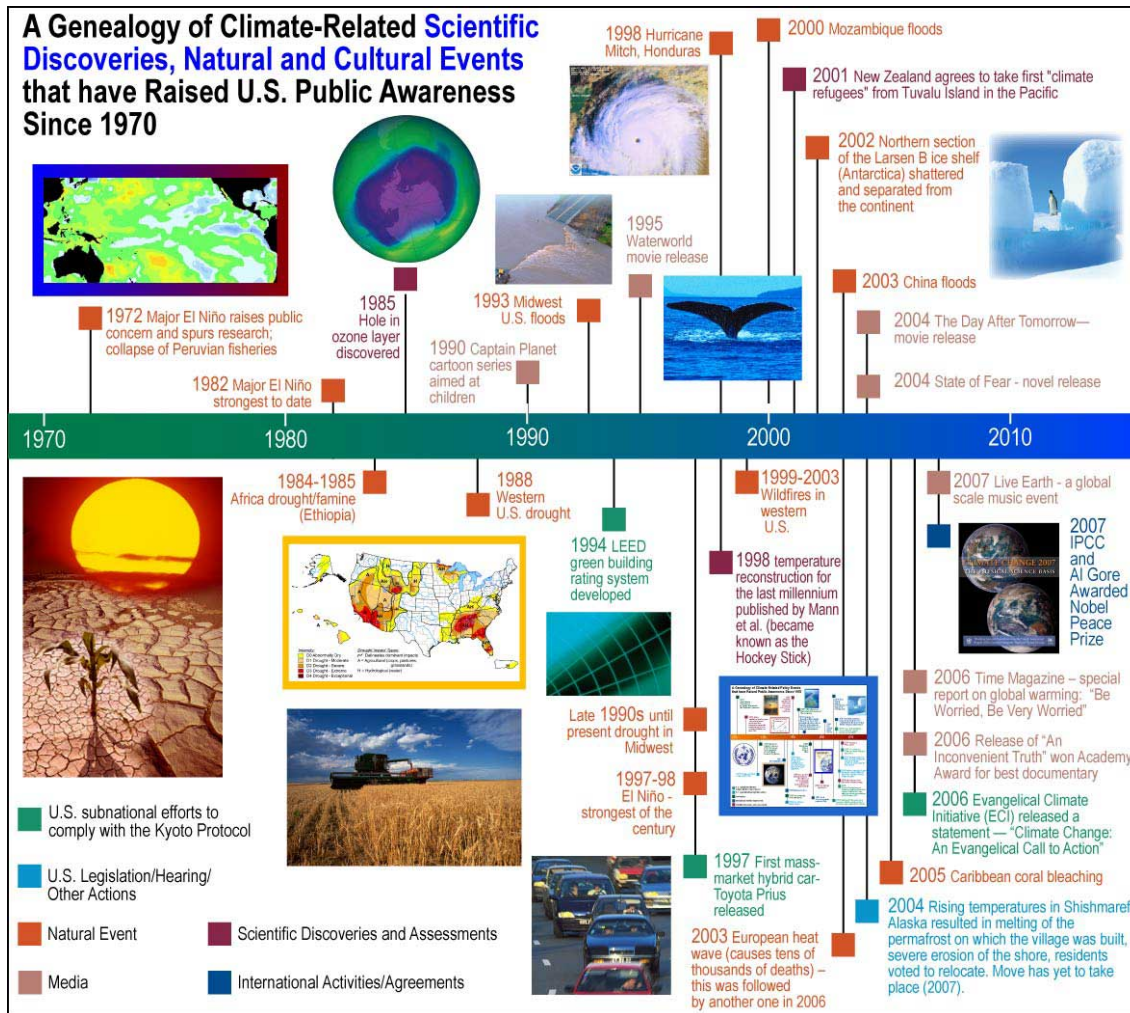 A Genealogy of Climate-Related Scientific
Discoveries, Natural and Cultural Events
that have Raised U.S. Public Awareness
Since 1970
1998 Hurricane
Mitch, Honduras
2000 Mozambique floods
2001 New Zealand agrees to take first "climate
refugees" from Tuvalu Island in the Pacific
2002 Northern section
of the Larsen B ice shelf
(Antarctica) shattered
and separated from
the continent
1995
Waterworld
movie release
1972 Major El Niño raises public
concern and spurs research;
collapse of Peruvian fisheries
1982 Major El Niño
strongest to date
1985
Hole in
ozone layer
discovered
1990 Captain Planet
cartoon series
aimed at
children
1993 Midwest
U.S. floods
2003 China floods
2004 The Day After Tomorrow—
movie release
2004 State of Fear - novel release
1970
1980
1990
2000
2010
1984-1985
Africa drought/famine
(Ethiopia)
1988
Western
U.S. drought
1994 LEED
green building
rating system
developed
1999-2003
Wildfires in
western
U.S.
1998 temperature
reconstruction for
the last millennium
published by Mann
et al. (became
known as the
Hockey Stick)
2007 Live Earth - a global
scale music event
2007
IPCC
and
Al Gore
Awarded
Nobel
Peace
Prize
CLIMATE CHANGE 2007
Late 1990s until
present drought in
Midwest
1997-98
El Niño -
strongest of the
century
1997 First mass-
market hybrid car-
Toyota Prius
released
2003 European heat
wave (causes tens of
thousands of deaths) –
this was followed
by another one in 2006
2006 Time Magazine – special
report on global warming: “Be
Worried, Be Very Worried”
2006 Release of “An
Inconvenient Truth” won Academy
Award for best documentary
2006 Evangelical Climate
Initiative (ECI) released a
statement — “Climate Change:
An Evangelical Call to Action”
2005 Caribbean coral bleaching
2004 Rising temperatures in Shishmaref
Alaska resulted in melting of the
permafrost on which the village was built,
severe erosion of the shore, residents
voted to relocate. Move has yet to take
place (2007).
U.S. subnational efforts to
comply with the Kyoto Protocol
U.S. Legislation/Hearing/
Other Actions
Natural Event
Media
Scientific Discoveries and Assessments
International Activities/Agreements